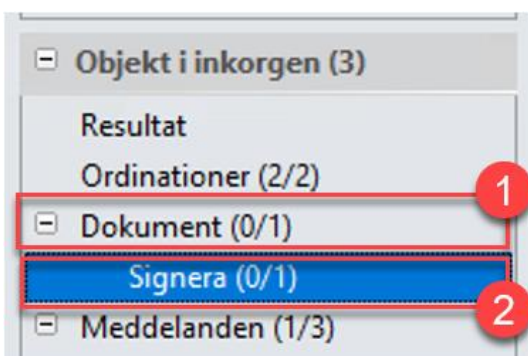 Objekt i inkorgen (3)
Resultat
Ordinationer (2/2)
1
Dokument (0/1)
Signera (0/1)
2
Meddelanden (1/3)